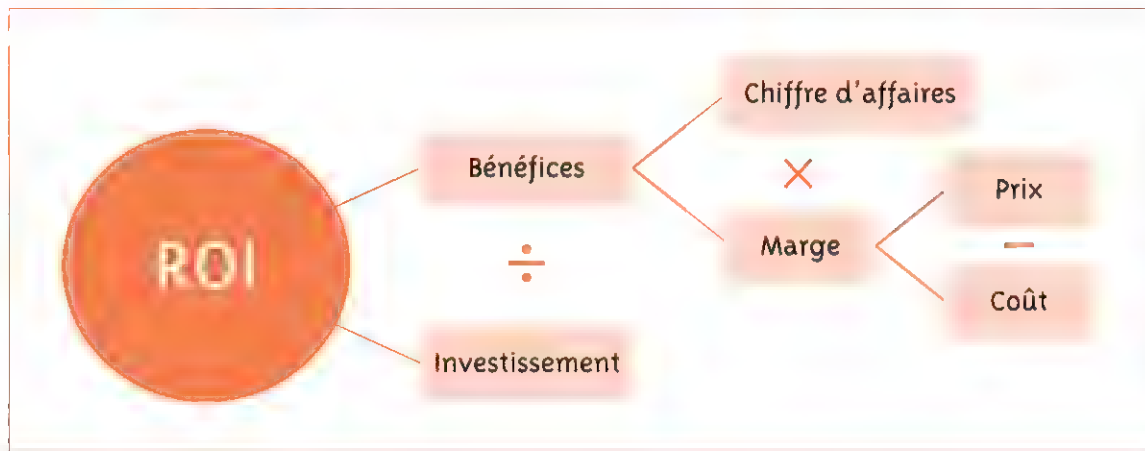 Chiffre d'affaires
Bénéfices
×
Prix
ROI
Marge
−
÷
Coût
Investissement